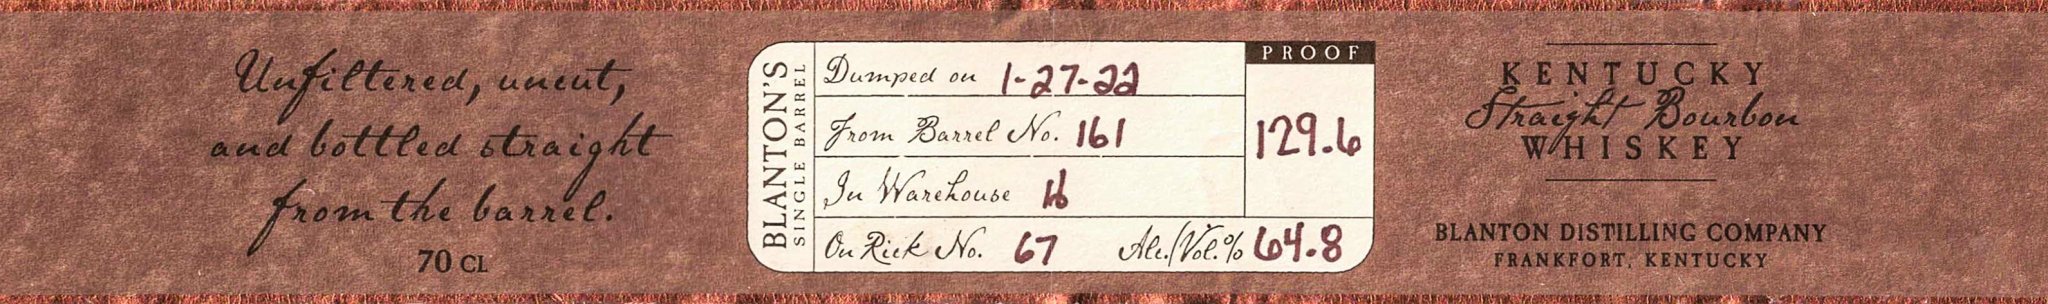 Unfiltered, uncut,
and bottled straight
from the barrel.
70 CL
BLANTON'S
SINGLE BARREL
Dumped on 1-27-22
From Barrel No. 161
In Warehouse H
On Rick No. 67 Alc./Vol.% 64.8
PROOF
129.6
KENTUCKY
Straight Bourbon
WHISKEY
BLANTON DISTILLING COMPANY
FRANKFORT, KENTUCKY